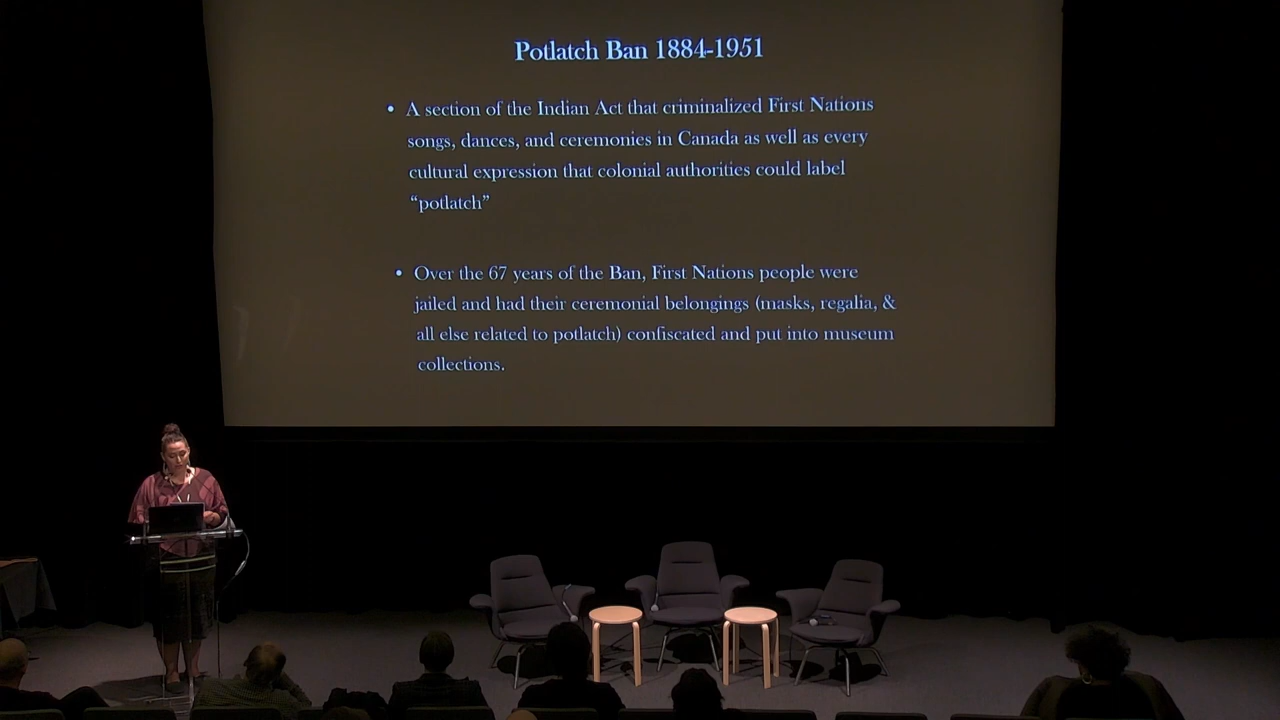 Potlatch Ban 1884-1951
• A section of the Indian Act that criminalized First Nations
songs, dances, and ceremonies in Canada as well as every
cultural expression that colonial authorities could label
“potlatch”
• Over the 67 years of the Ban, First Nations people were
jailed and had their ceremonial belongings (masks, regalia, &
all else related to potlatch) confiscated and put into museum
collections.